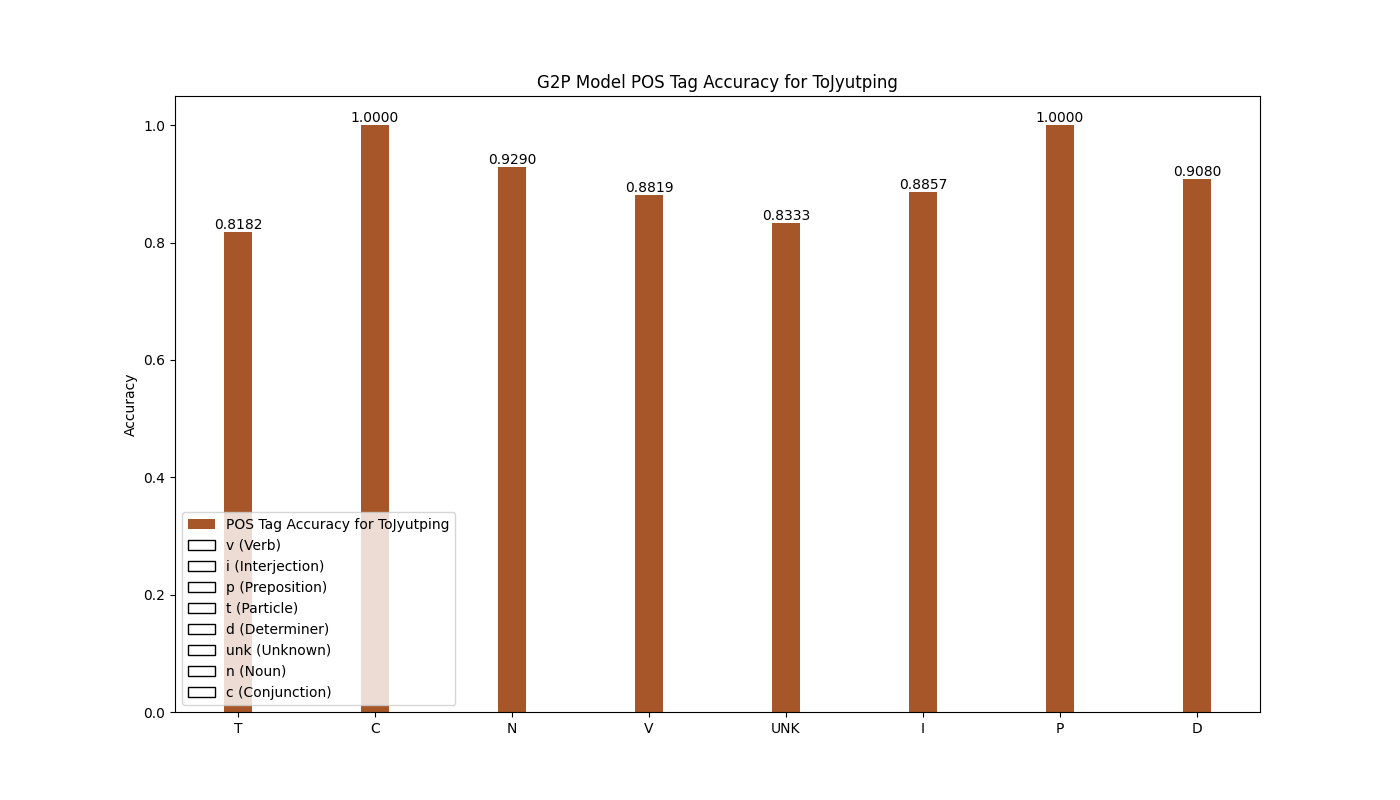 G2P Model POS Tag Accuracy for ToJyutping
1.0000 1.0000
0.9290
0.9080
0.8819 0.8857
0.8333
0.8182
1.0
0.8
0.6
0.4
0.2
0.0
Accuracy
POS Tag Accuracy for ToJyutping
v (Verb)
i (Interjection)
p (Preposition)
t (Particle)
d (Determiner)
unk (Unknown)
n (Noun)
c (Conjunction)
T C N V UNK I P D